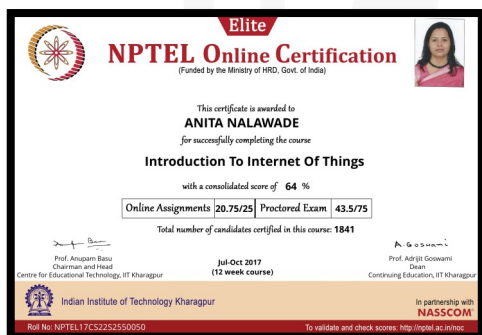 Elite
NPTEL Online Certification
(Funded by the Ministry of HRD, Govt. of India)
This certificate is awarded to
ANITA NALAWADE
for successfully completing the course
Introduction To Internet Of Things
with a consolidated score of 64 %
Online Assignments 20.75/25 Proctored Exam 43.5/75
Total number of candidates certified in this course: 1841
Prof. Anupam Basu
Chairman and Head
Centre for Educational Technology, IIT Kharagpur
Jul-Oct 2017
(12 week course)
A. Goswami
Prof. Adrijit Goswami
Dean
Continuing Education, IIT Kharagpur
Indian Institute of Technology Kharagpur
In partnership with
NASSCOM
Roll No: NPTEL17CS22S2550050
To validate and check scores: http://nptel.ac.in/noc